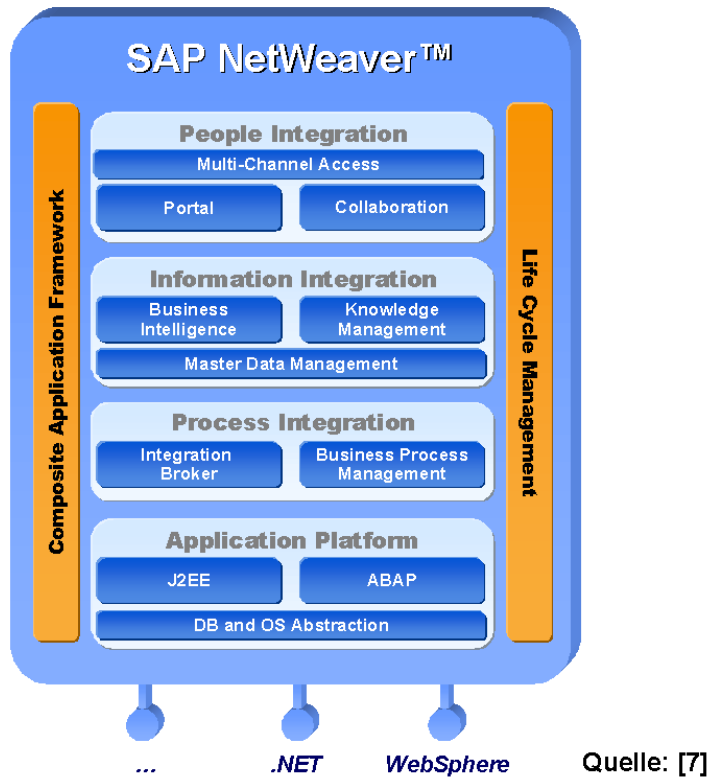 SAP NetWeaver™
Composite Application Framework
People Integration
Multi-Channel Access
Portal
Collaboration
Information Integration
Business
Intelligence
Knowledge
Management
Master Data Management
Process Integration
Integration
Broker
Business Process
Management
Application Platform
J2EE
ABAP
DB and OS Abstraction
Life Cycle Management
...
.NET
WebSphere
Quelle: [7]